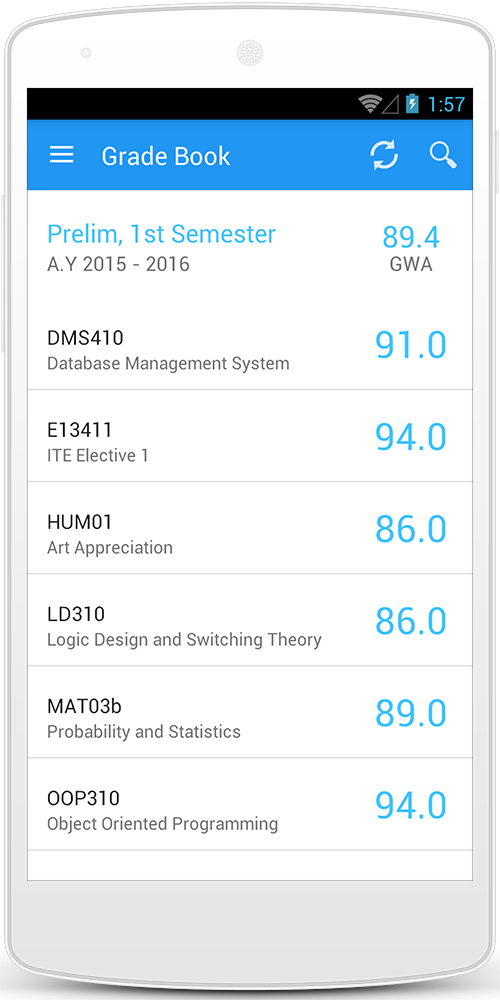 1:57
Grade Book
Prelim, 1st Semester
89.4
A.Y 2015 - 2016
GWA
DMS410
91.0
Database Management System
E13411
94.0
ITE Elective 1
HUM01
86.0
Art Appreciation
LD310
86.0
Logic Design and Switching Theory
MAT03b
89.0
Probability and Statistics
OOP310
94.0
Object Oriented Programming